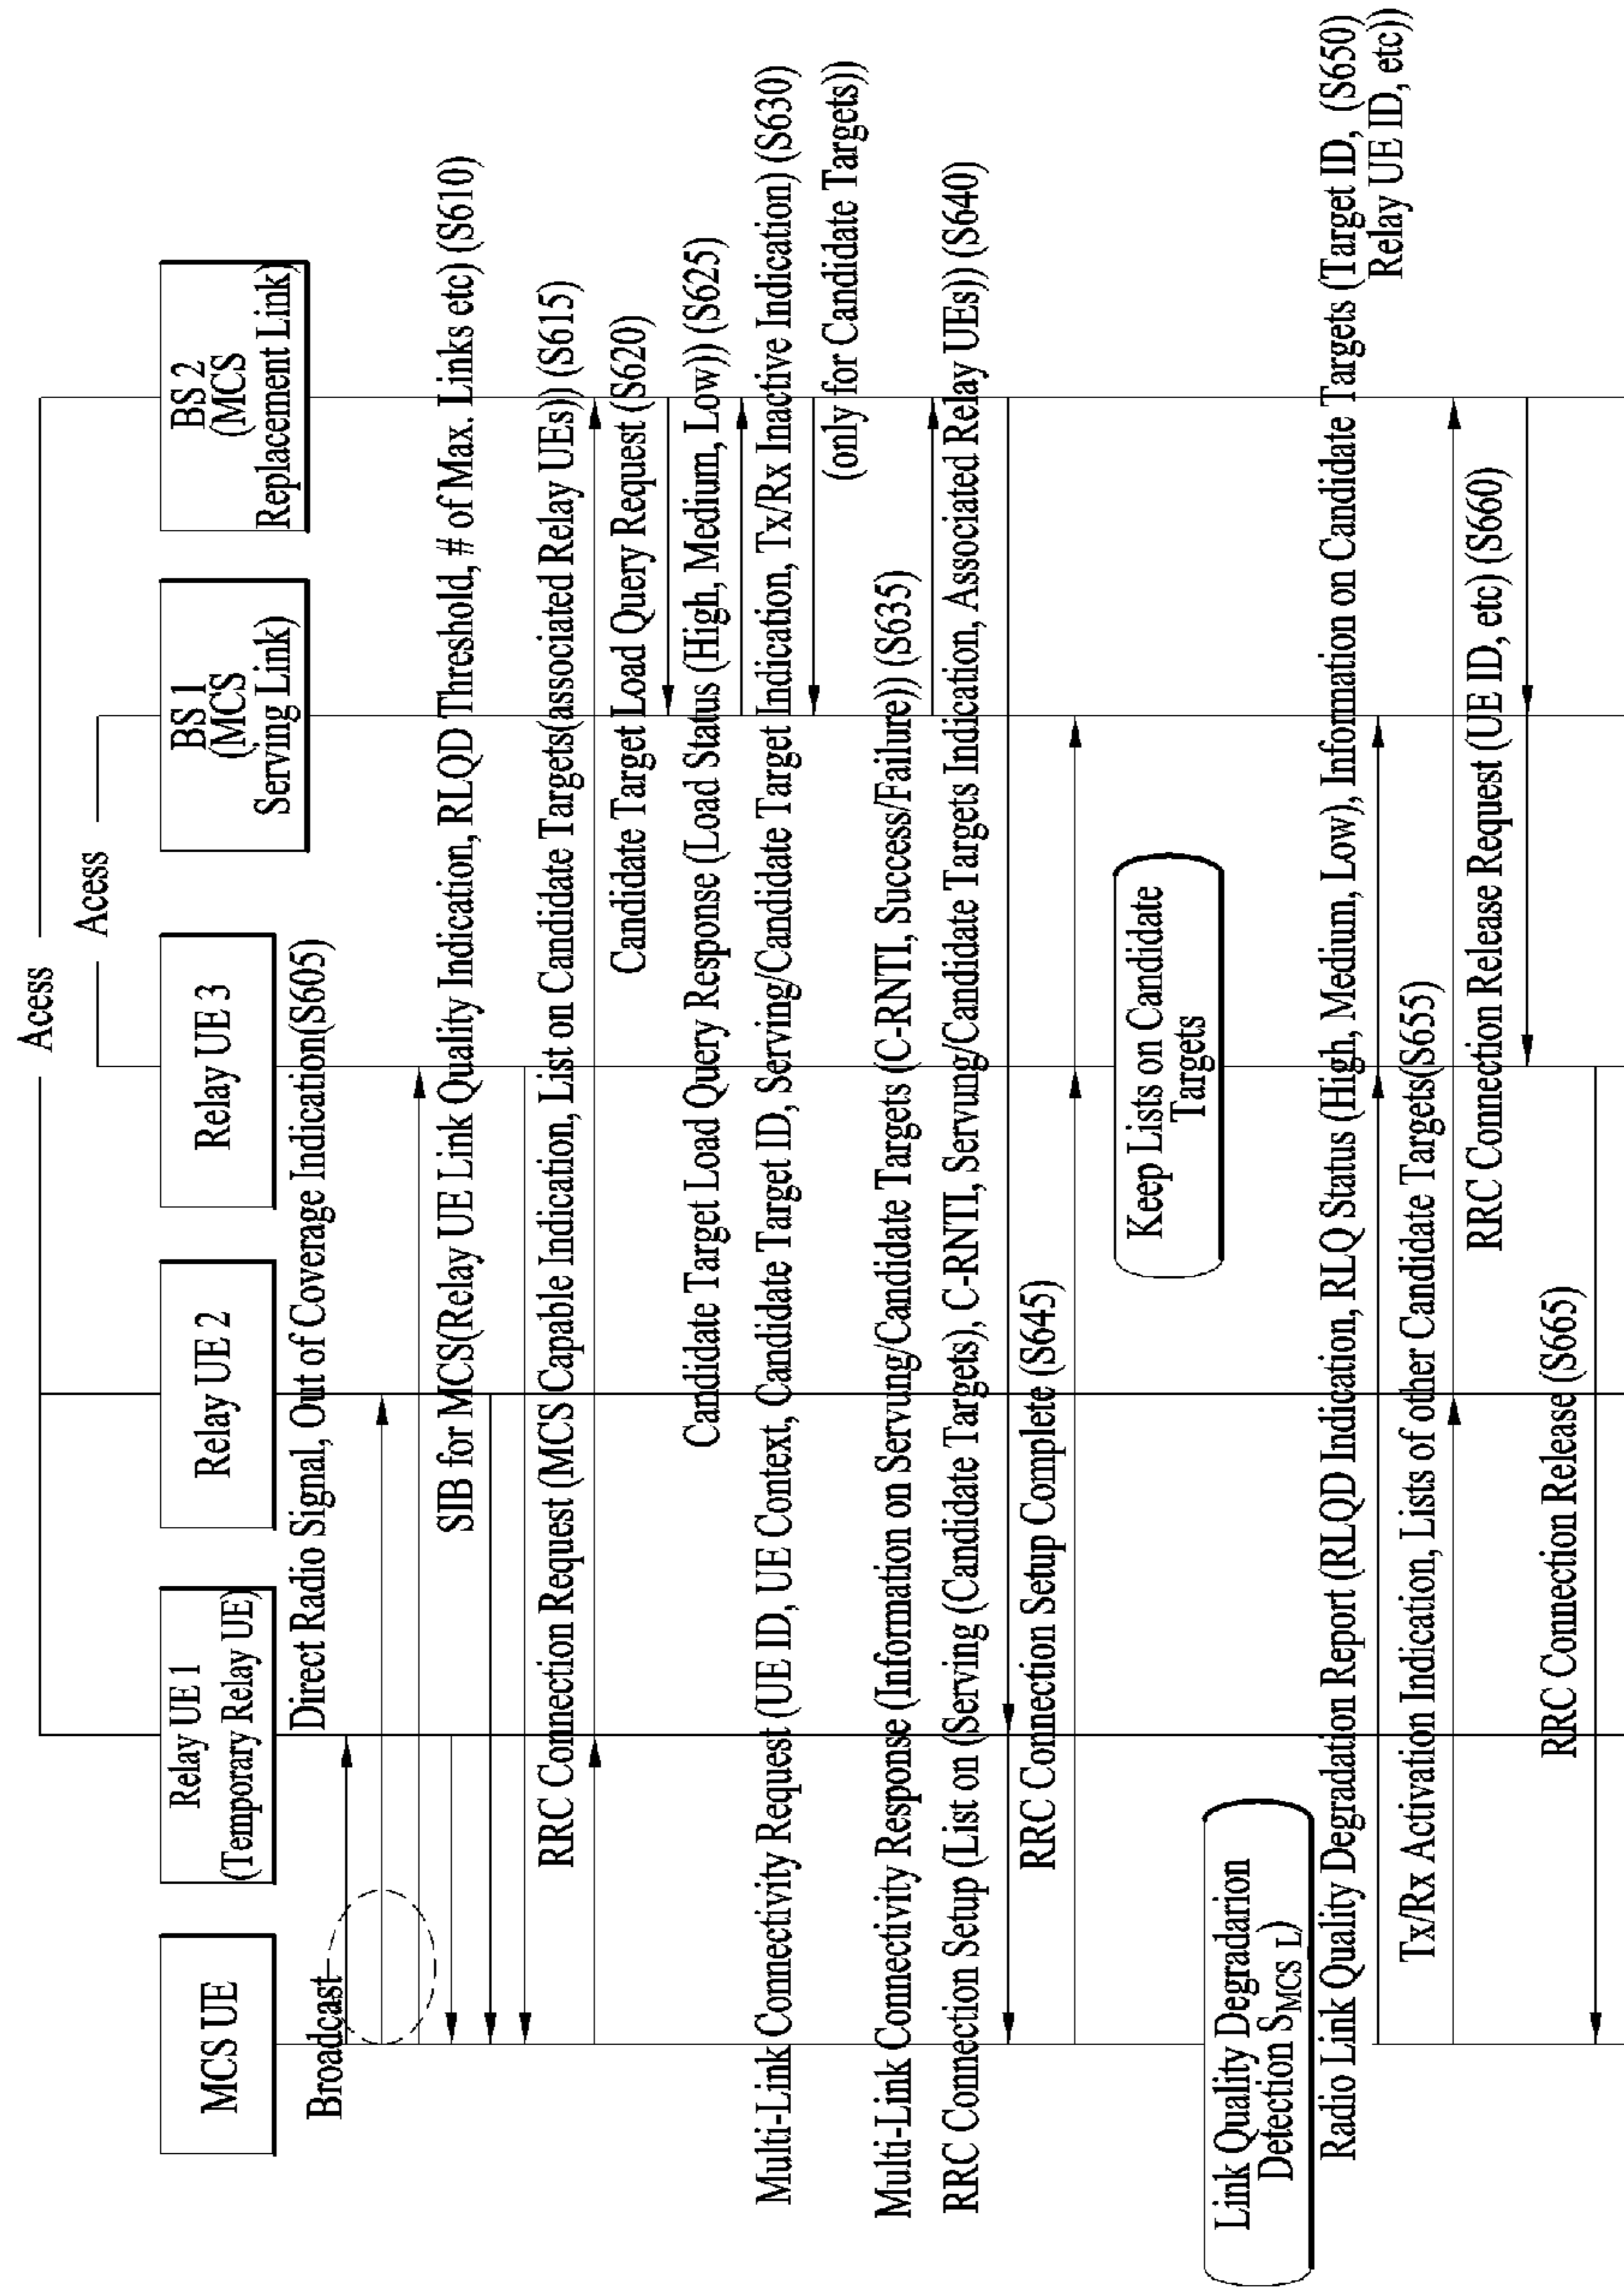 Acess
Acess
MCS UE
Relay UE 1
(Temporary Relay UE)
Relay UE 2
Relay UE 3
BS 1
(MCS
Serving Link)
BS 2
(MCS
Replacement Link)
Broadcast
Direct Radio Signal, Out of Coverage Indication(S605)
SIB for MCS(Relay UE Link Quality Indication, RLQD Threshold, # of Max. Links etc) (S610)
RRC Connection Request (MCS Capable Indication, List on Candidate Targets(associated Relay UEs)) (S615)
Candidate Target Load Query Request (S620)
Candidate Target Load Query Response (Load Status (High, Medium, Low)) (S625)
Multi-Link Connectivity Request (UE ID, UE Context, Candidate Target ID, Serving/Candidate Target Indication, Tx/Rx Inactive Indication) (S630)
(only for Candidate Targets))
Multi-Link Connectivity Response (Information on Servung/Candidate Targets (C-RNTI, Success/Failure)) (S635)
RRC Connection Setup (List on (Serving (Candidate Targets), C-RNTI, Servung/Candidate Targets Indication, Associated Relay UEs)) (S640)
RRC Connection Setup Complete (S645)
Keep Lists on Candidate
Targets
Link Quality Degradarion
Detection SMCS L)
Radio Link Quality Degradation Report (RLQD Indication, RLQ Status (High, Medium, Low), Information on Candidate Targets (Target ID, (S650)
Relay UE ID, etc))
Tx/Rx Activation Indication, Lists of other Candidate Targets(S655)
RRC Connection Release Request (UE ID, etc) (S660)
RRC Connection Release (S665)